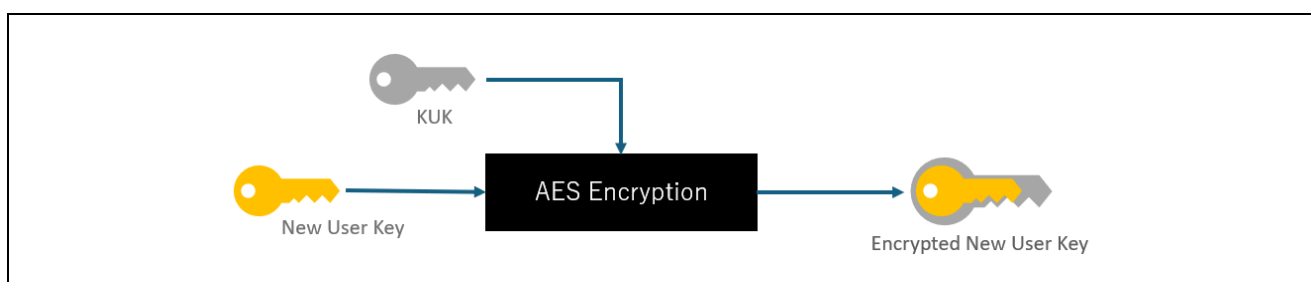 KUK
AES Encryption
New User Key
Encrypted New User Key